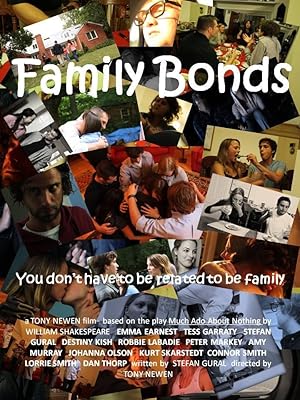 Family Bonds
You don't have to be related to be family
a TONY NEWEN film based on the play Much Ado About Nothing by
WILLIAM SHAKESPEARE EMMA EARNEST TESS GARRATY STEFAN
GURAL DESTINY KISH ROBBIE LABADIE PETER MARKEY AMY
MURRAY JOHANNA OLSON KURT SKARSTEDT CONNOR SMITH
LORRIE SMITH DAN THORP written by STEFAN GURAL directed by
TONY NEWEN